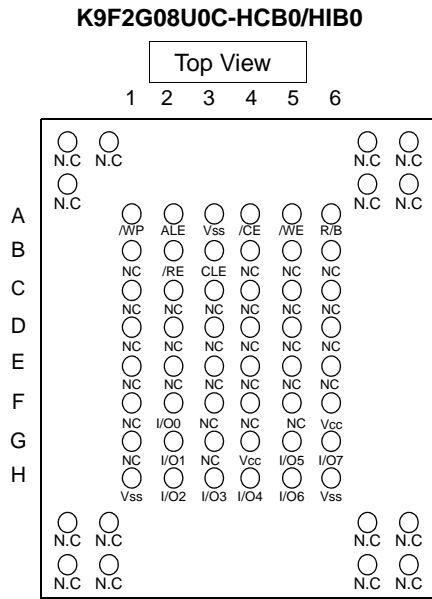 K9F2G08U0C-HCB0/HIB0
Top View
1 2 3 4 5 6
N.C N.C N.C N.C
N.C N.C N.C
A
/WP ALE Vss /CE /WE R/B
B
NC /RE CLE NC NC NC
C
NC NC NC NC NC NC
D
NC NC NC NC NC NC
E
NC NC NC NC NC NC
F
NC I/O0 NC NC NC Vcc
G
NC I/O1 NC Vcc I/O5 I/O7
H
Vss I/O2 I/O3 I/O4 I/O6 Vss
N.C N.C N.C N.C
N.C N.C N.C N.C